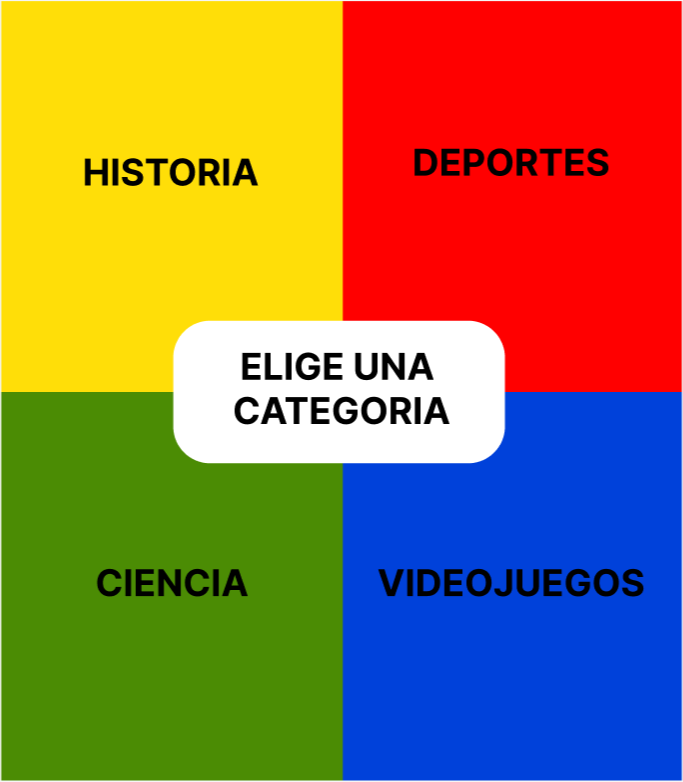 HISTORIA
DEPORTES
ELIGE UNA
CATEGORIA
CIENCIA
VIDEOJUEGOS